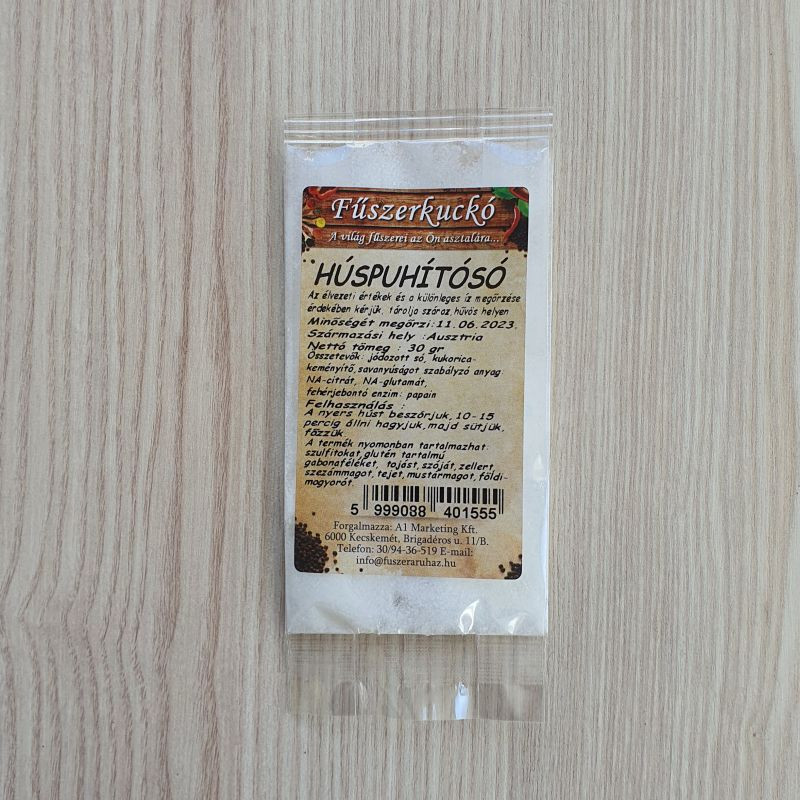 Fűszerkuckó
A világ fűszerei az Ön asztalára...
HÚSPUHÍTÓSÓ
Az élvezeti értékek és a különleges íz megőrzése
érdekében kérjük, tárolja száraz,hűvös helyen
Minőségét megőrzi:11.06.2023.
Származási hely :Ausztria
Nettó tömeg : 30 gr
Összetevők: jódozott só, kukorica-
keményítő,savanyúságot szabályzó anyag:
NA-citrát, NA-glutamát,
fehérjebontó enzim: papain
Felhasználás :
A nyers húst beszórjuk,10-15
percig állni hagyjuk,majd sütjük,
főzzük.
A termék nyomonban tartalmazhat:
szulfitokat,glutén tartalmú
gabonaféléket, tojást,szóját,zellert,
szezámmagot,tejet,mustármagot,földi-
mogyorót.
5 999088 401555
Forgalmazza: A1 Marketing Kft.
6000 Kecskemét, Brigadéros u. 11/B.
Telefon: 30/94-36-519 E-mail:
info@fuszeraruhaz.hu